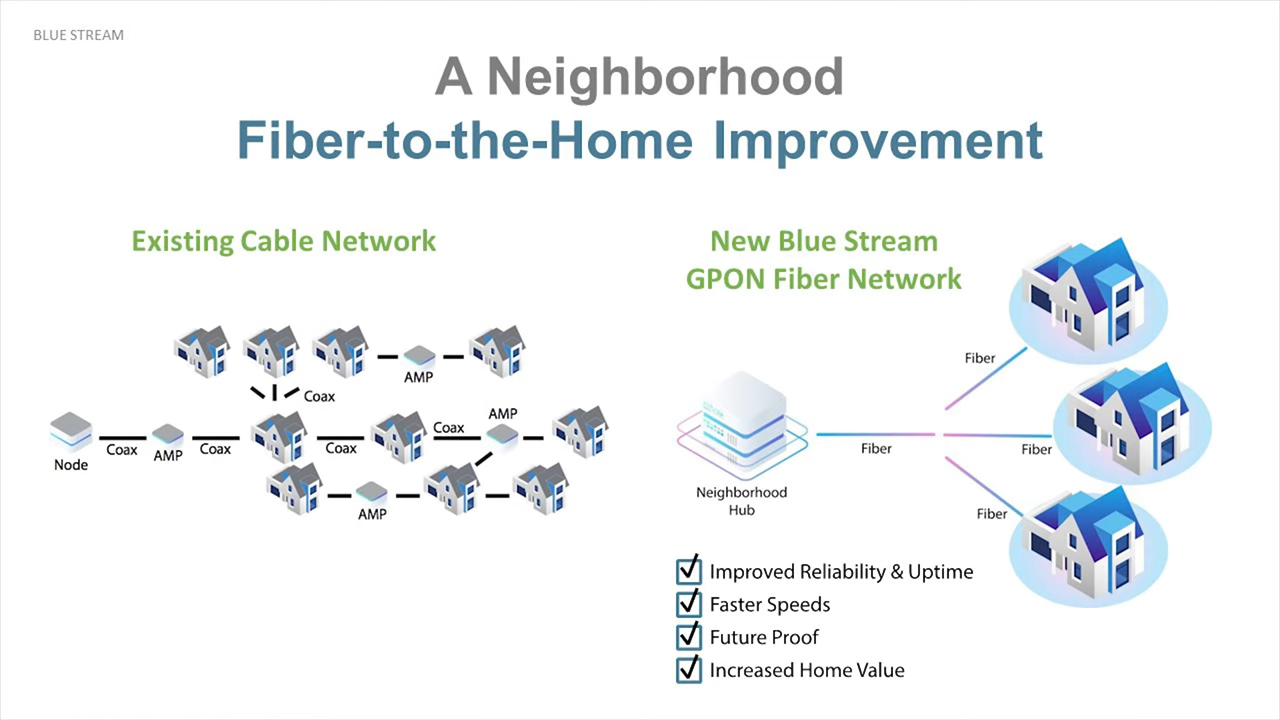 BLUE STREAM
A Neighborhood
Fiber-to-the-Home Improvement
Existing Cable Network
AMP
Coax
AMP
Coax
Node
Coax
AMP
Coax
Coax
AMP
New Blue Stream
GPON Fiber Network
Fiber
Fiber
Fiber
Fiber
Neighborhood
Hub
Improved Reliability & Uptime
Faster Speeds
Future Proof
Increased Home Value